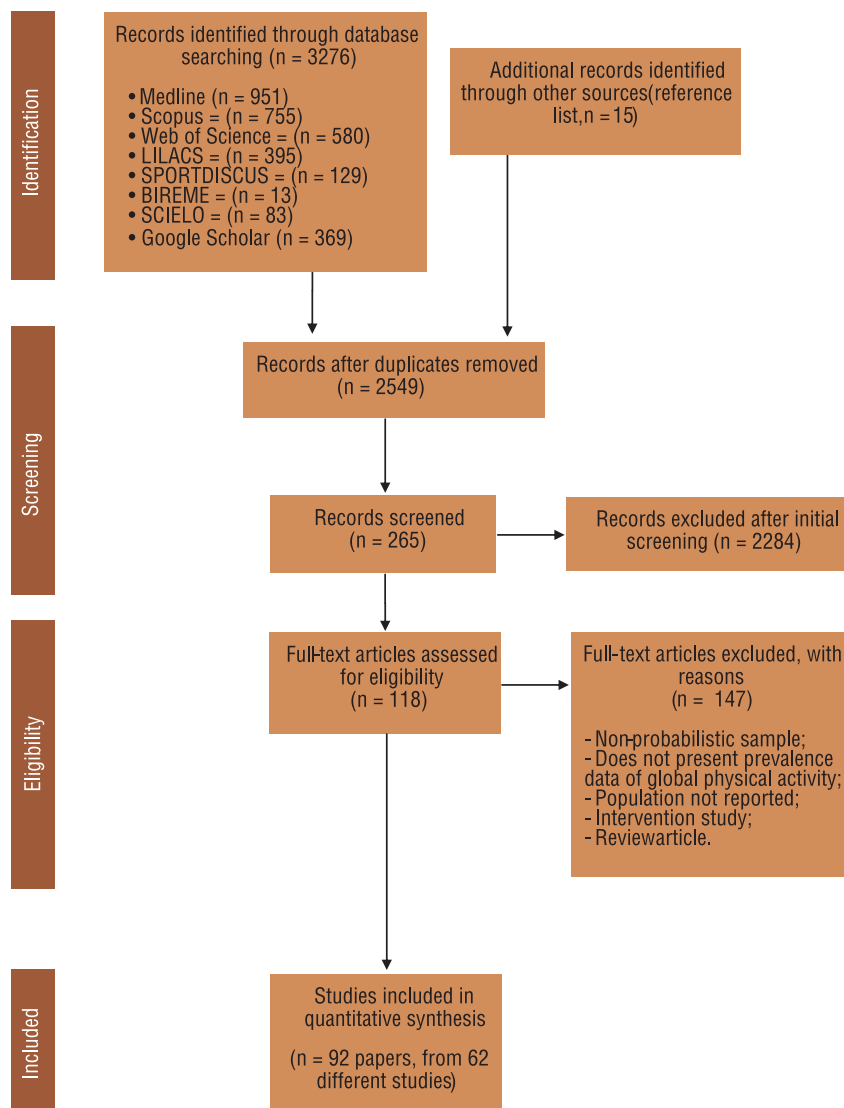 Identification
Records identified through database
searching (n = 3276)
• Medline (n = 951)
• Scopus = (n = 755)
• Web of Science = (n = 580)
• LILACS = (n = 395)
• SPORTDISCUS = (n = 129)
• BIREME = (n = 13)
• SCIELO = (n = 83)
• Google Scholar (n = 369)
Additional records identified
through other sources(reference
list,n =15)
Screening
Records after duplicates removed
(n = 2549)
Records screened
(n = 265)
Records excluded after initial
screening (n = 2284)
Eligibility
Full-text articles assessed
for eligibility
(n = 118)
Full-text articles excluded, with
reasons
(n = 147)
- Non-probabilistic sample;
- Does not present prevalence
data of global physical activity;
- Population not reported;
- Intervention study;
- Reviewarticle.
Included
Studies included in
quantitative synthesis
(n = 92 papers, from 62
different studies)